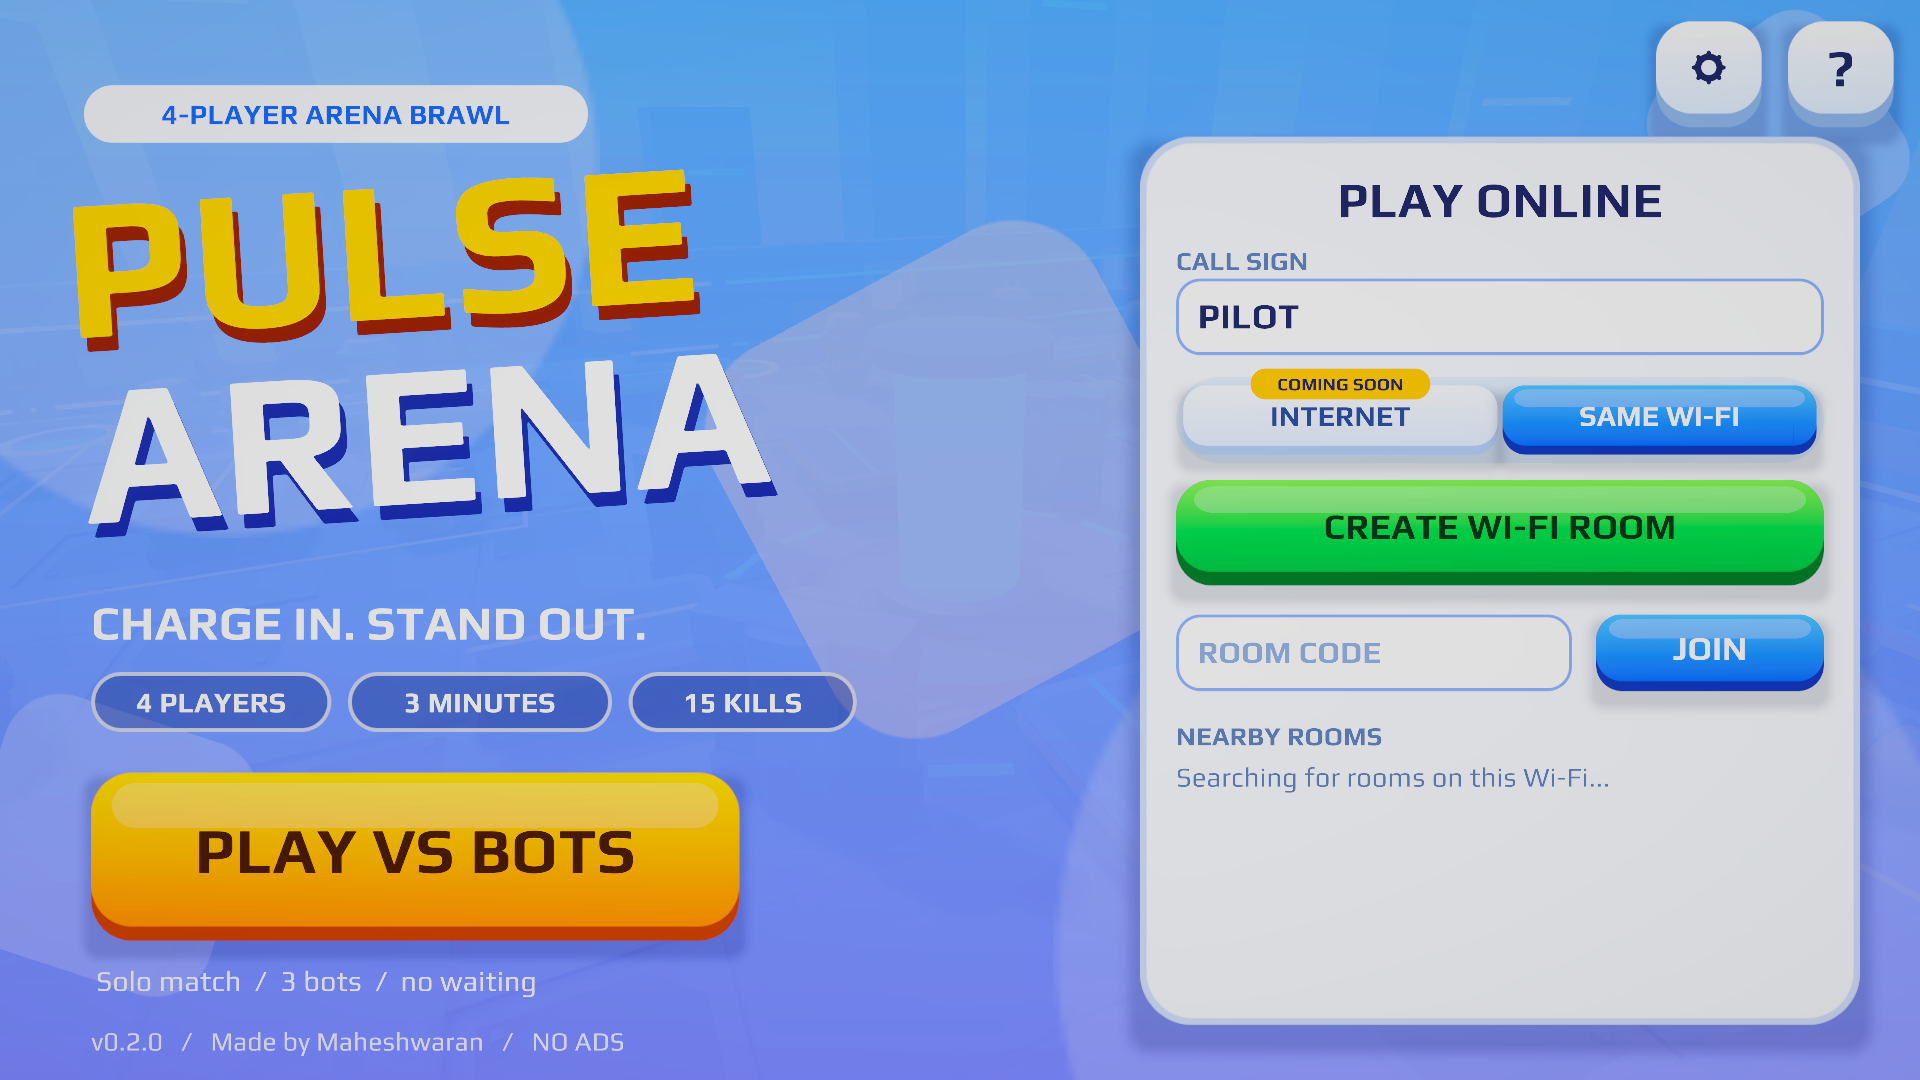 4-PLAYER ARENA BRAWL
PULSE
ARENA
CHARGE IN. STAND OUT.
4 PLAYERS
3 MINUTES
15 KILLS
PLAY VS BOTS
Solo match / 3 bots / no waiting
v0.2.0 / Made by Maheshwaran / NO ADS
?
PLAY ONLINE
CALL SIGN
PILOT
COMING SOON
INTERNET
SAME WI-FI
CREATE WI-FI ROOM
ROOM CODE
JOIN
NEARBY ROOMS
Searching for rooms on this Wi-Fi...